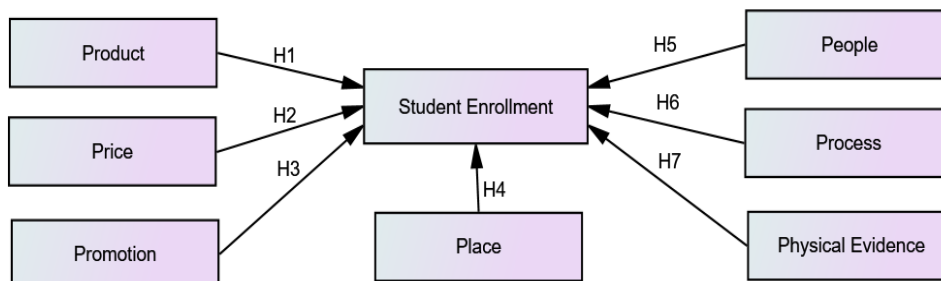 Product
H1
H5
People
Student Enrollment
Price
H2
H6
Process
H3
H7
H4
Promotion
Place
Physical Evidence